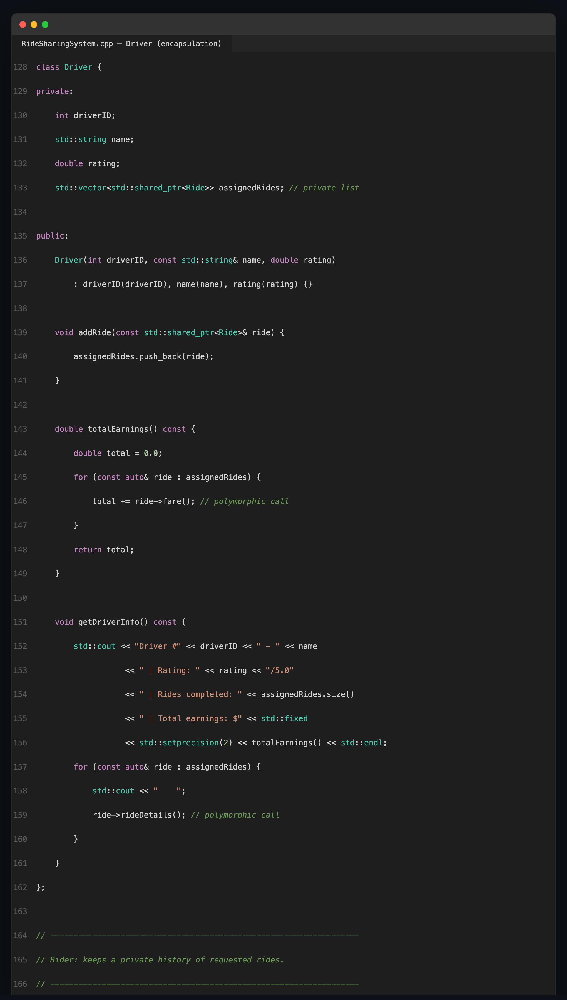 RideSharingSystem.cpp — Driver (encapsulation)
128 class Driver {
129 private:
130     int driverID;
131     std::string name;
132     double rating;
133     std::vector<std::shared_ptr<Ride>> assignedRides; // private list
134
135 public:
136     Driver(int driverID, const std::string& name, double rating)
137         : driverID(driverID), name(name), rating(rating) {}
138
139     void addRide(const std::shared_ptr<Ride>& ride) {
140         assignedRides.push_back(ride);
141     }
142
143     double totalEarnings() const {
144         double total = 0.0;
145         for (const auto& ride : assignedRides) {
146             total += ride->fare(); // polymorphic call
147         }
148         return total;
149     }
150
151     void getDriverInfo() const {
152         std::cout << "Driver #" << driverID << " - " << name
153                    << " | Rating: " << rating << "/5.0"
154                    << " | Rides completed: " << assignedRides.size()
155                    << " | Total earnings: $" << std::fixed
156                    << std::setprecision(2) << totalEarnings() << std::endl;
157         for (const auto& ride : assignedRides) {
158             std::cout << "    ";
159             ride->rideDetails(); // polymorphic call
160         }
161     }
162 };
163
164 // ------------------------------------------------------------------
165 // Rider: keeps a private history of requested rides.
166 // ------------------------------------------------------------------